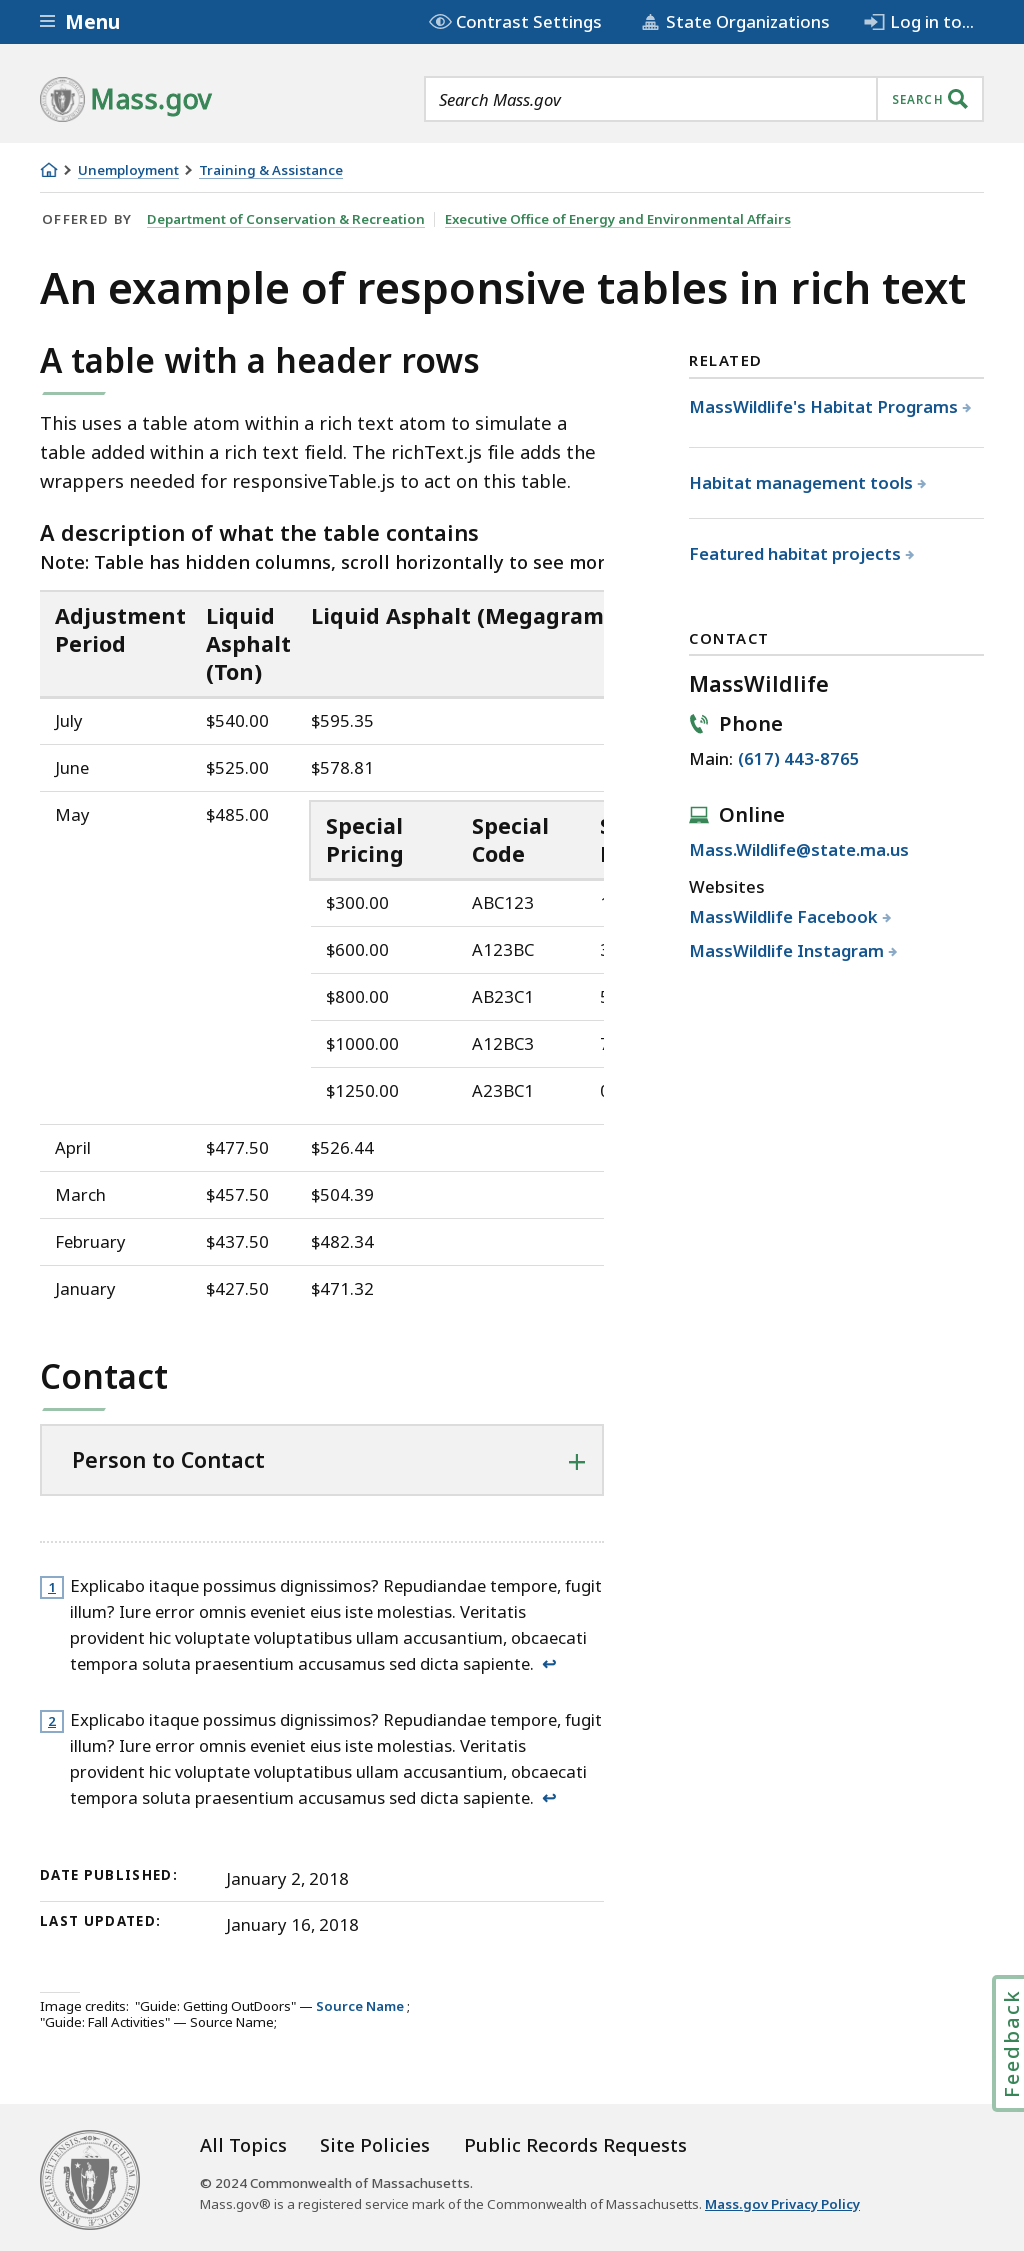 Menu
Contrast Settings
State Organizations
Log in to...
Mass.gov
Search Mass.gov
SEARCH
Unemployment
Training & Assistance
OFFERED BY Department of Conservation & Recreation Executive Office of Energy and Environmental Affairs
An example of responsive tables in rich text
A table with a header rows
This uses a table atom within a rich text atom to simulate a
table added within a rich text field. The richText.js file adds the
wrappers needed for responsiveTable.js to act on this table.
A description of what the table contains
Note: Table has hidden columns, scroll horizontally to see mor
Adjustment Period Liquid Asphalt (Ton) Liquid Asphalt (Megagram
July $540.00 $595.35
June $525.00 $578.81
May $485.00
Special Pricing Special Code
$300.00 ABC123
$600.00 A123BC
$800.00 AB23C1
$1000.00 A12BC3
$1250.00 A23BC1
April $477.50 $526.44
March $457.50 $504.39
February $437.50 $482.34
January $427.50 $471.32
Contact
Person to Contact
1 Explicabo itaque possimus dignissimos? Repudiandae tempore, fugit
illum? Iure error omnis eveniet eius iste molestias. Veritatis
provident hic voluptate voluptatibus ullam accusantium, obcaecati
tempora soluta praesentium accusamus sed dicta sapiente. ↩
2 Explicabo itaque possimus dignissimos? Repudiandae tempore, fugit
illum? Iure error omnis eveniet eius iste molestias. Veritatis
provident hic voluptate voluptatibus ullam accusantium, obcaecati
tempora soluta praesentium accusamus sed dicta sapiente. ↩
DATE PUBLISHED: January 2, 2018
LAST UPDATED: January 16, 2018
Image credits: "Guide: Getting OutDoors" — Source Name ;
"Guide: Fall Activities" — Source Name;
RELATED
MassWildlife's Habitat Programs
Habitat management tools
Featured habitat projects
CONTACT
MassWildlife
Phone
Main: (617) 443-8765
Online
Mass.Wildlife@state.ma.us
Websites
MassWildlife Facebook
MassWildlife Instagram
Feedback
All Topics
Site Policies
Public Records Requests
© 2024 Commonwealth of Massachusetts.
Mass.gov® is a registered service mark of the Commonwealth of Massachusetts. Mass.gov Privacy Policy